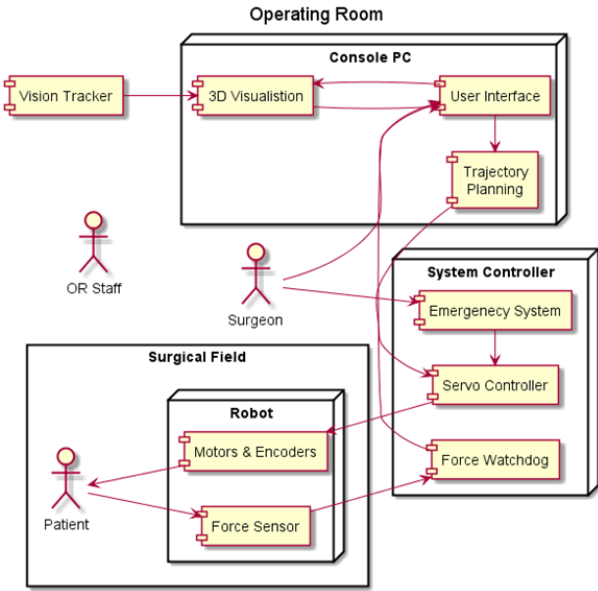 Operating Room
Console PC
Vision Tracker
3D Visualistion
User Interface
Trajectory
Planning
OR Staff
Surgeon
System Controller
Emergenecy System
Surgical Field
Servo Controller
Robot
Motors & Encoders
Force Watchdog
Patient
Force Sensor